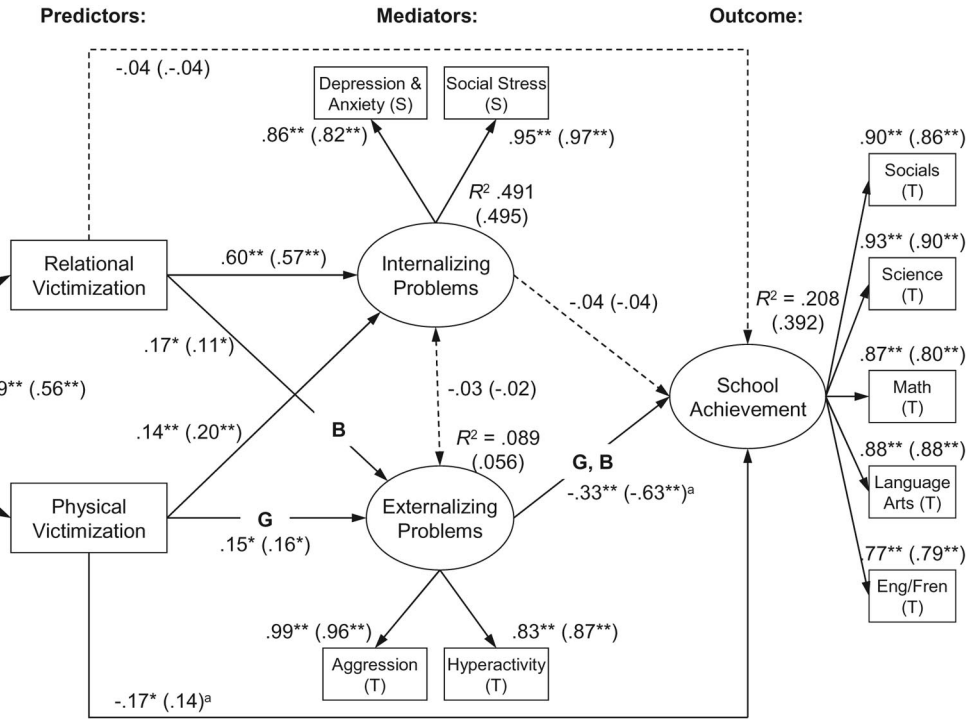 Predictors: Mediators: Outcome:
-.04 (.-.04)
Depression &
Anxiety (S)
Social Stress
(S)
.86** (.82**)
.95** (.97**)
.90** (.86**)
Socials
(T)
R² .491
(.495)
Relational
Victimization
.60** (.57**)
Internalizing
Problems
.93** (.90**)
Science
(T)
-.04 (-.04)
R² = .208
(.392)
.17* (.11*)
.87** (.80**)
Math
(T)
9** (.56**)
-.03 (-.02)
School
Achievement
.14** (.20**)
B
R² = .089
(.056)
G, B
-.33** (-.63**)ᵃ
.88** (.88**)
Language
Arts (T)
Physical
Victimization
G
.15* (.16*)
Externalizing
Problems
.77** (.79**)
Eng/Fren
(T)
.99** (.96**)
.83** (.87**)
Aggression
(T)
Hyperactivity
(T)
-.17* (.14)ᵃ